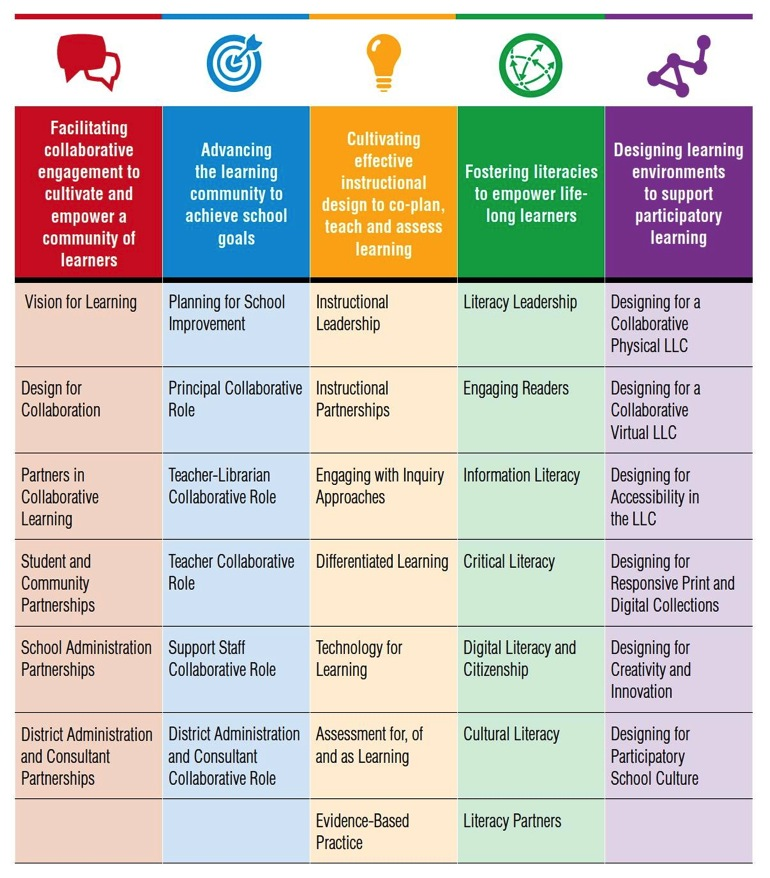 Facilitating
collaborative
engagement to
cultivate and
empower a
community of
learners
Advancing
the learning
community to
achieve school
goals
Cultivating
effective
instructional
design to co-plan,
teach and assess
learning
Fostering literacies
to empower life-
long learners
Designing learning
environments
to support
participatory
learning
Vision for Learning
Planning for School
Improvement
Instructional
Leadership
Literacy Leadership
Designing for a
Collaborative
Physical LLC
Design for
Collaboration
Principal Collaborative
Role
Instructional
Partnerships
Engaging Readers
Designing for a
Collaborative
Virtual LLC
Partners in
Collaborative
Learning
Teacher-Librarian
Collaborative Role
Engaging with Inquiry
Approaches
Information Literacy
Designing for
Accessibility in
the LLC
Student and
Community
Partnerships
Teacher Collaborative
Role
Differentiated Learning
Critical Literacy
Designing for
Responsive Print and
Digital Collections
School Administration
Partnerships
Support Staff
Collaborative Role
Technology for
Learning
Digital Literacy and
Citizenship
Designing for
Creativity and
Innovation
District Administration
and Consultant
Partnerships
District Administration
and Consultant
Collaborative Role
Assessment for, of
and as Learning
Cultural Literacy
Designing for
Participatory
School Culture
Evidence-Based
Practice
Literacy Partners